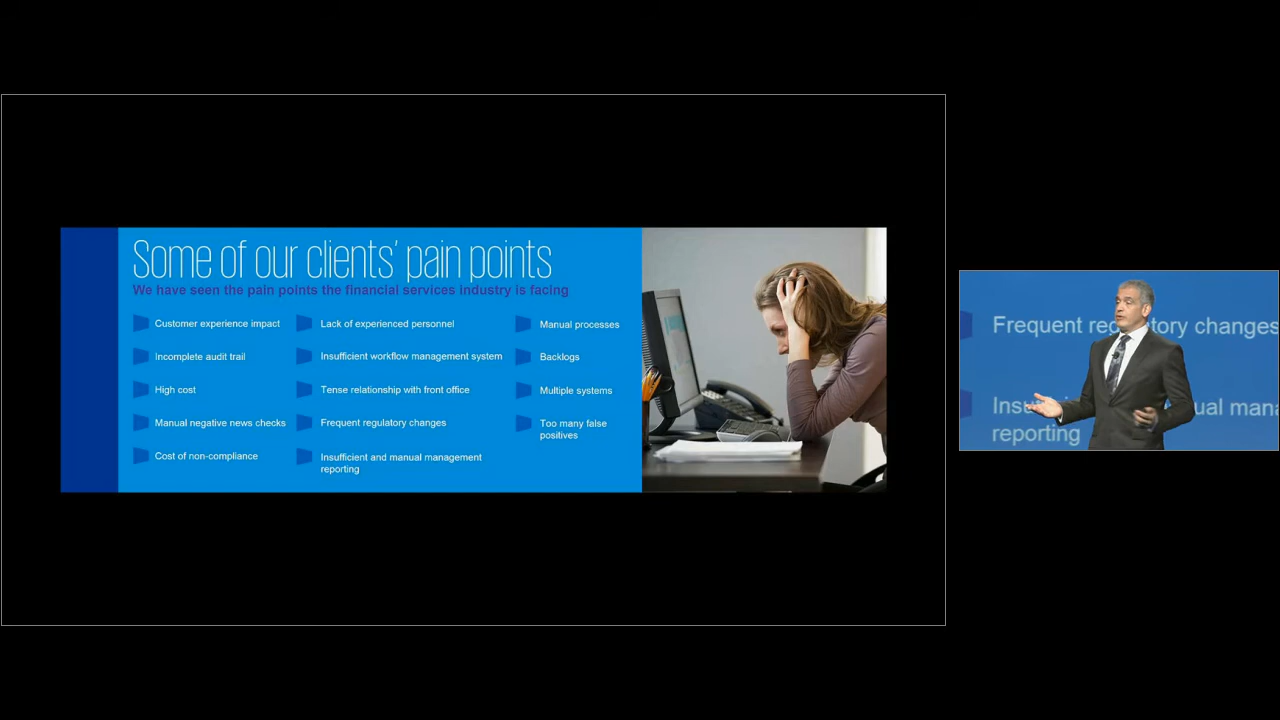 Some of our clients' pain points
We have seen the pain points the financial services industry is facing
Customer experience impact
Incomplete audit trail
High cost
Manual negative news checks
Cost of non-compliance
Lack of experienced personnel
Insufficient workflow management system
Tense relationship with front office
Frequent regulatory changes
Insufficient and manual management
reporting
Manual processes
Backlogs
Multiple systems
Too many false
positives
Frequent reg tory changes
Ins ual mana
reporting